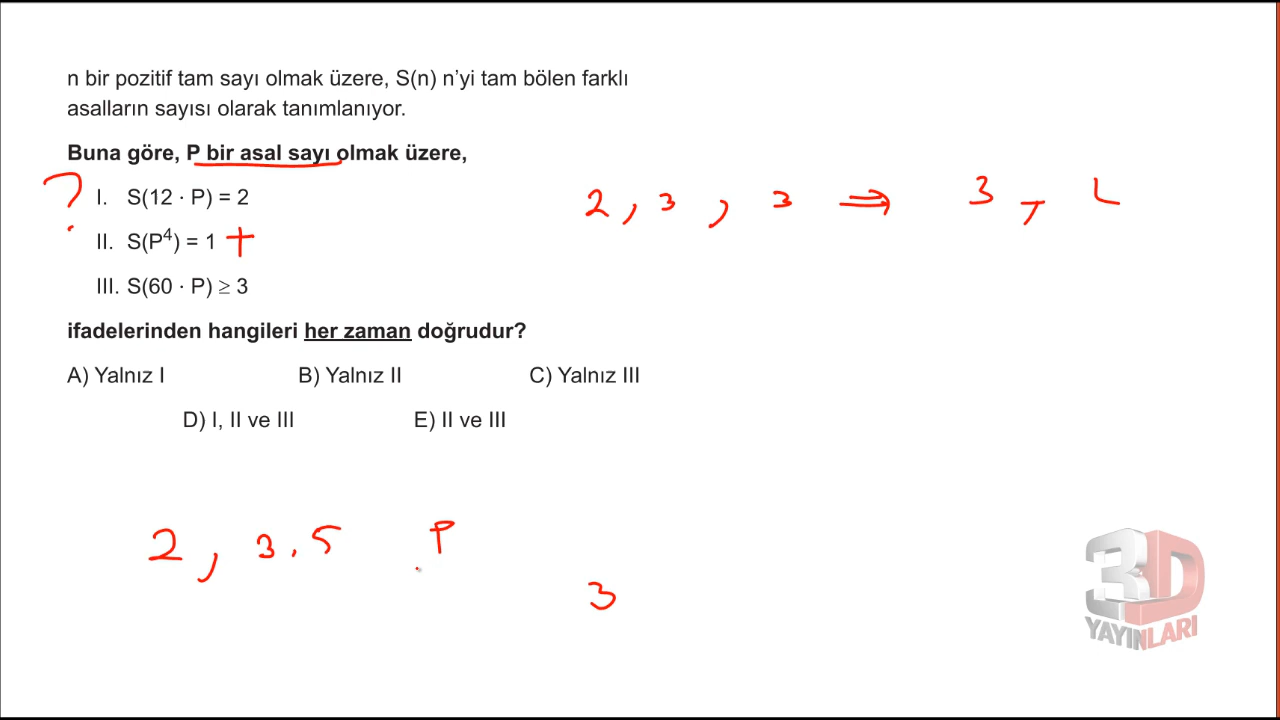 n bir pozitif tam sayı olmak üzere, S(n) n'yi tam bölen farklı
asalların sayısı olarak tanımlanıyor.
Buna göre, P bir asal sayı olmak üzere,
? I. S(12 · P) = 2
2 , 3 , 3 ⇒ 3 ,
II. S(P⁴) = 1 +
III. S(60 · P) ≥ 3
ifadelerinden hangileri her zaman doğrudur?
A) Yalnız I B) Yalnız II C) Yalnız III
D) I, II ve III E) II ve III
2 , 3 . 5 P
3
3D
YAYINLARI